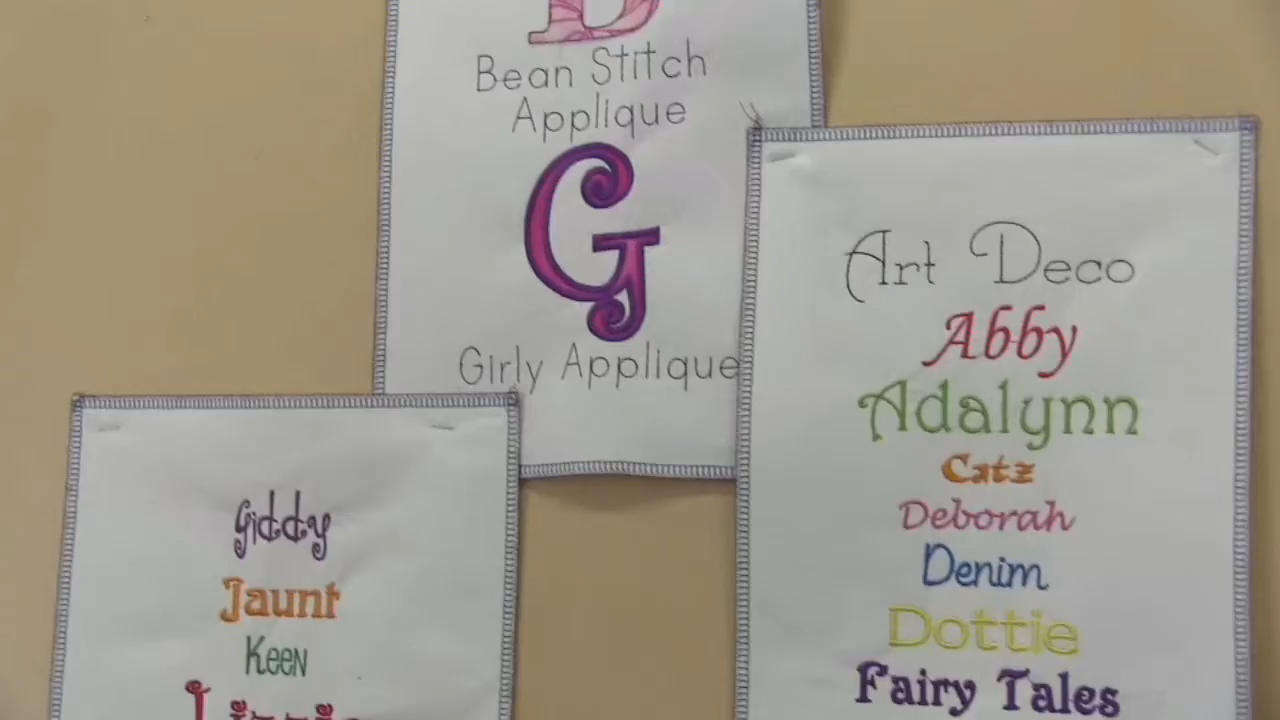 B
Bean Stitch
Applique
G
Girly Applique
Art Deco
Abby
Adalynn
Catz
Deborah
Denim
Dottie
Fairy Tales
Giddy
Jaunt
Keen